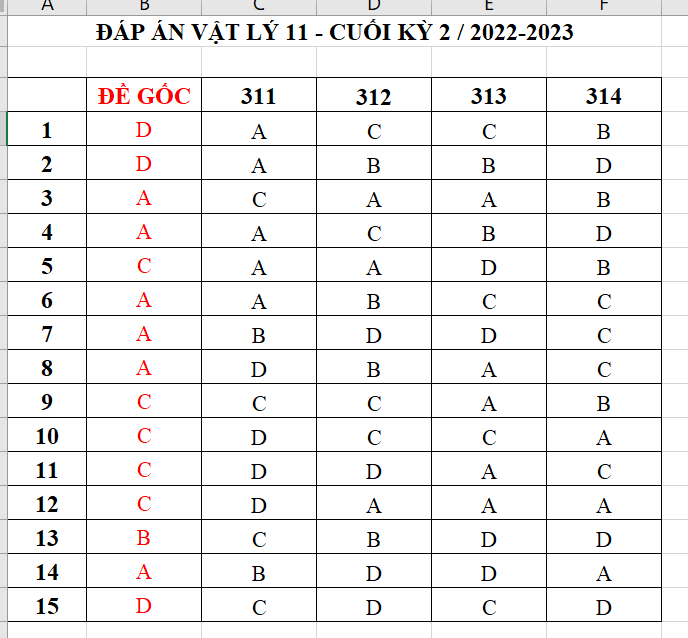 A B C D E F
ĐÁP ÁN VẬT LÝ 11 - CUỐI KỲ 2 / 2022-2023
ĐỀ GỐC 311 312 313 314
1 D A C C B
2 D A B B D
3 A C A A B
4 A A C B D
5 C A A D B
6 A A B C C
7 A B D D C
8 A D B A C
9 C C C A B
10 C D C C A
11 C D D A C
12 C D A A A
13 B C B D D
14 A B D D A
15 D C D C D